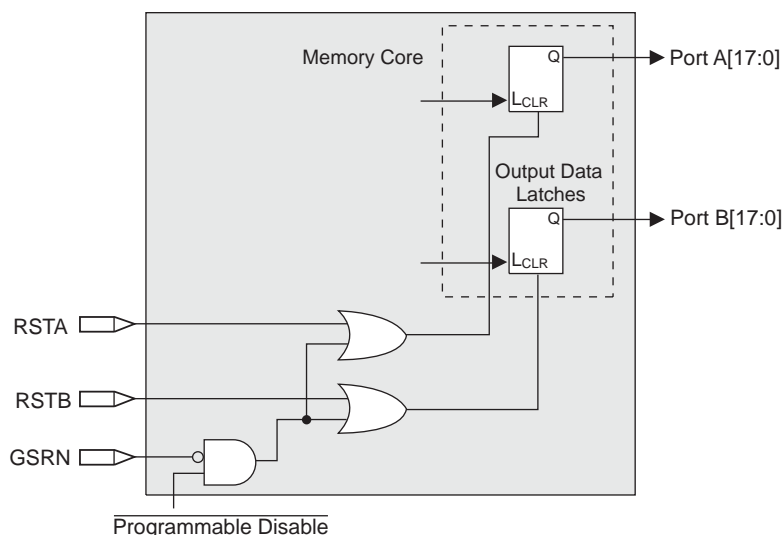 Memory Core
Q
Port A[17:0]
LCLR
Output Data
Latches
Q
Port B[17:0]
LCLR
RSTA
RSTB
GSRN
Programmable Disable